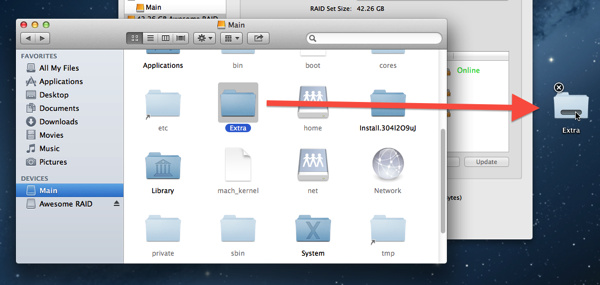 Main
42.26 GB Awesome RAID
RAID Set Size: 42.26 GB
Main
FAVORITES
All My Files
Applications
Desktop
Documents
Downloads
Movies
Music
Pictures
DEVICES
Main
Awesome RAID
Applications
bin
boot
cores
etc
Extra
home
Install.304I2O9uJ
Library
mach_kernel
net
Network
private
sbin
System
tmp
Online
Update
ytes)
Extra